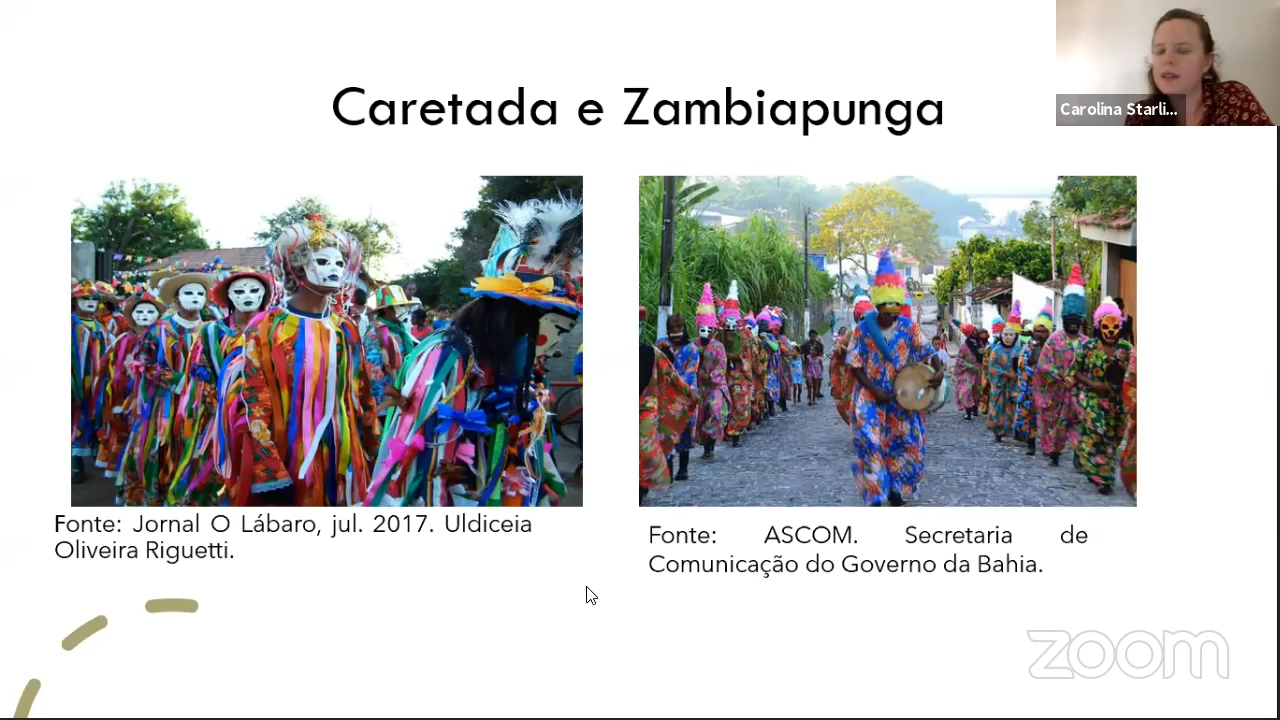 Caretada e Zambiapunga
Carolina Starli...
Fonte: Jornal O Lábaro, jul. 2017. Uldiceia
Oliveira Riguetti.
Fonte: ASCOM. Secretaria de
Comunicação do Governo da Bahia.
zoom